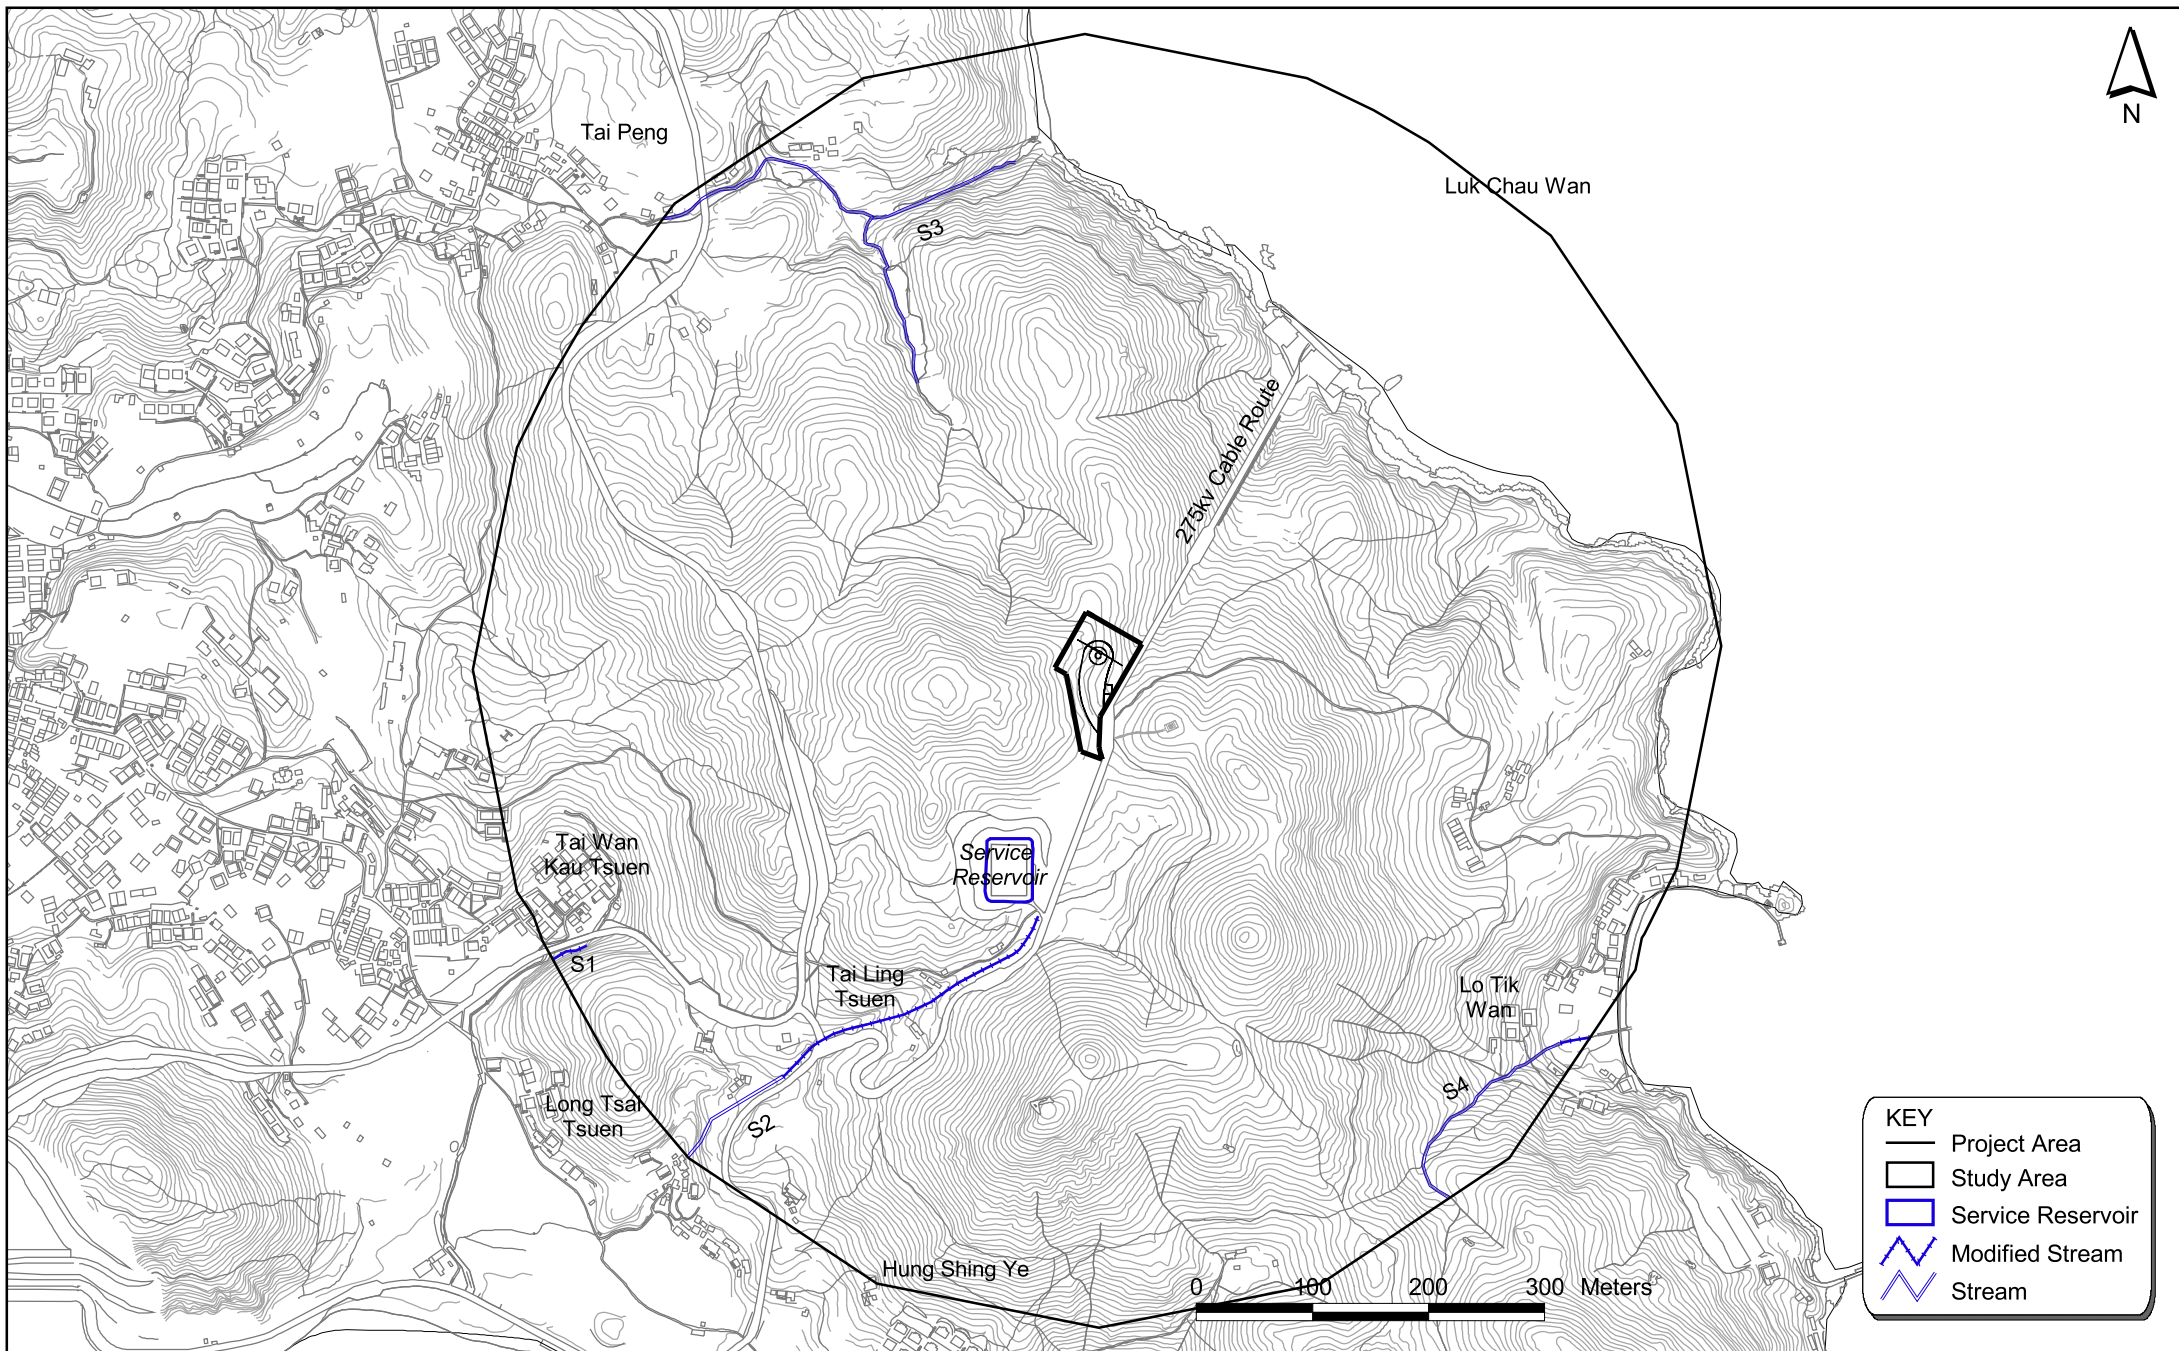 N
Tai Peng
Luk Chau Wan
S3
275kv Cable Route
Tai Wan
Kau Tsuen
Service
Reservoir
S1
Tai Ling
Tsuen
Lo Tik
Wan
S4
Long Tsai
Tsuen
S2
Hung Shing Ye
0 100 200 300 Meters
KEY
Project Area
Study Area
Service Reservoir
Modified Stream
Stream